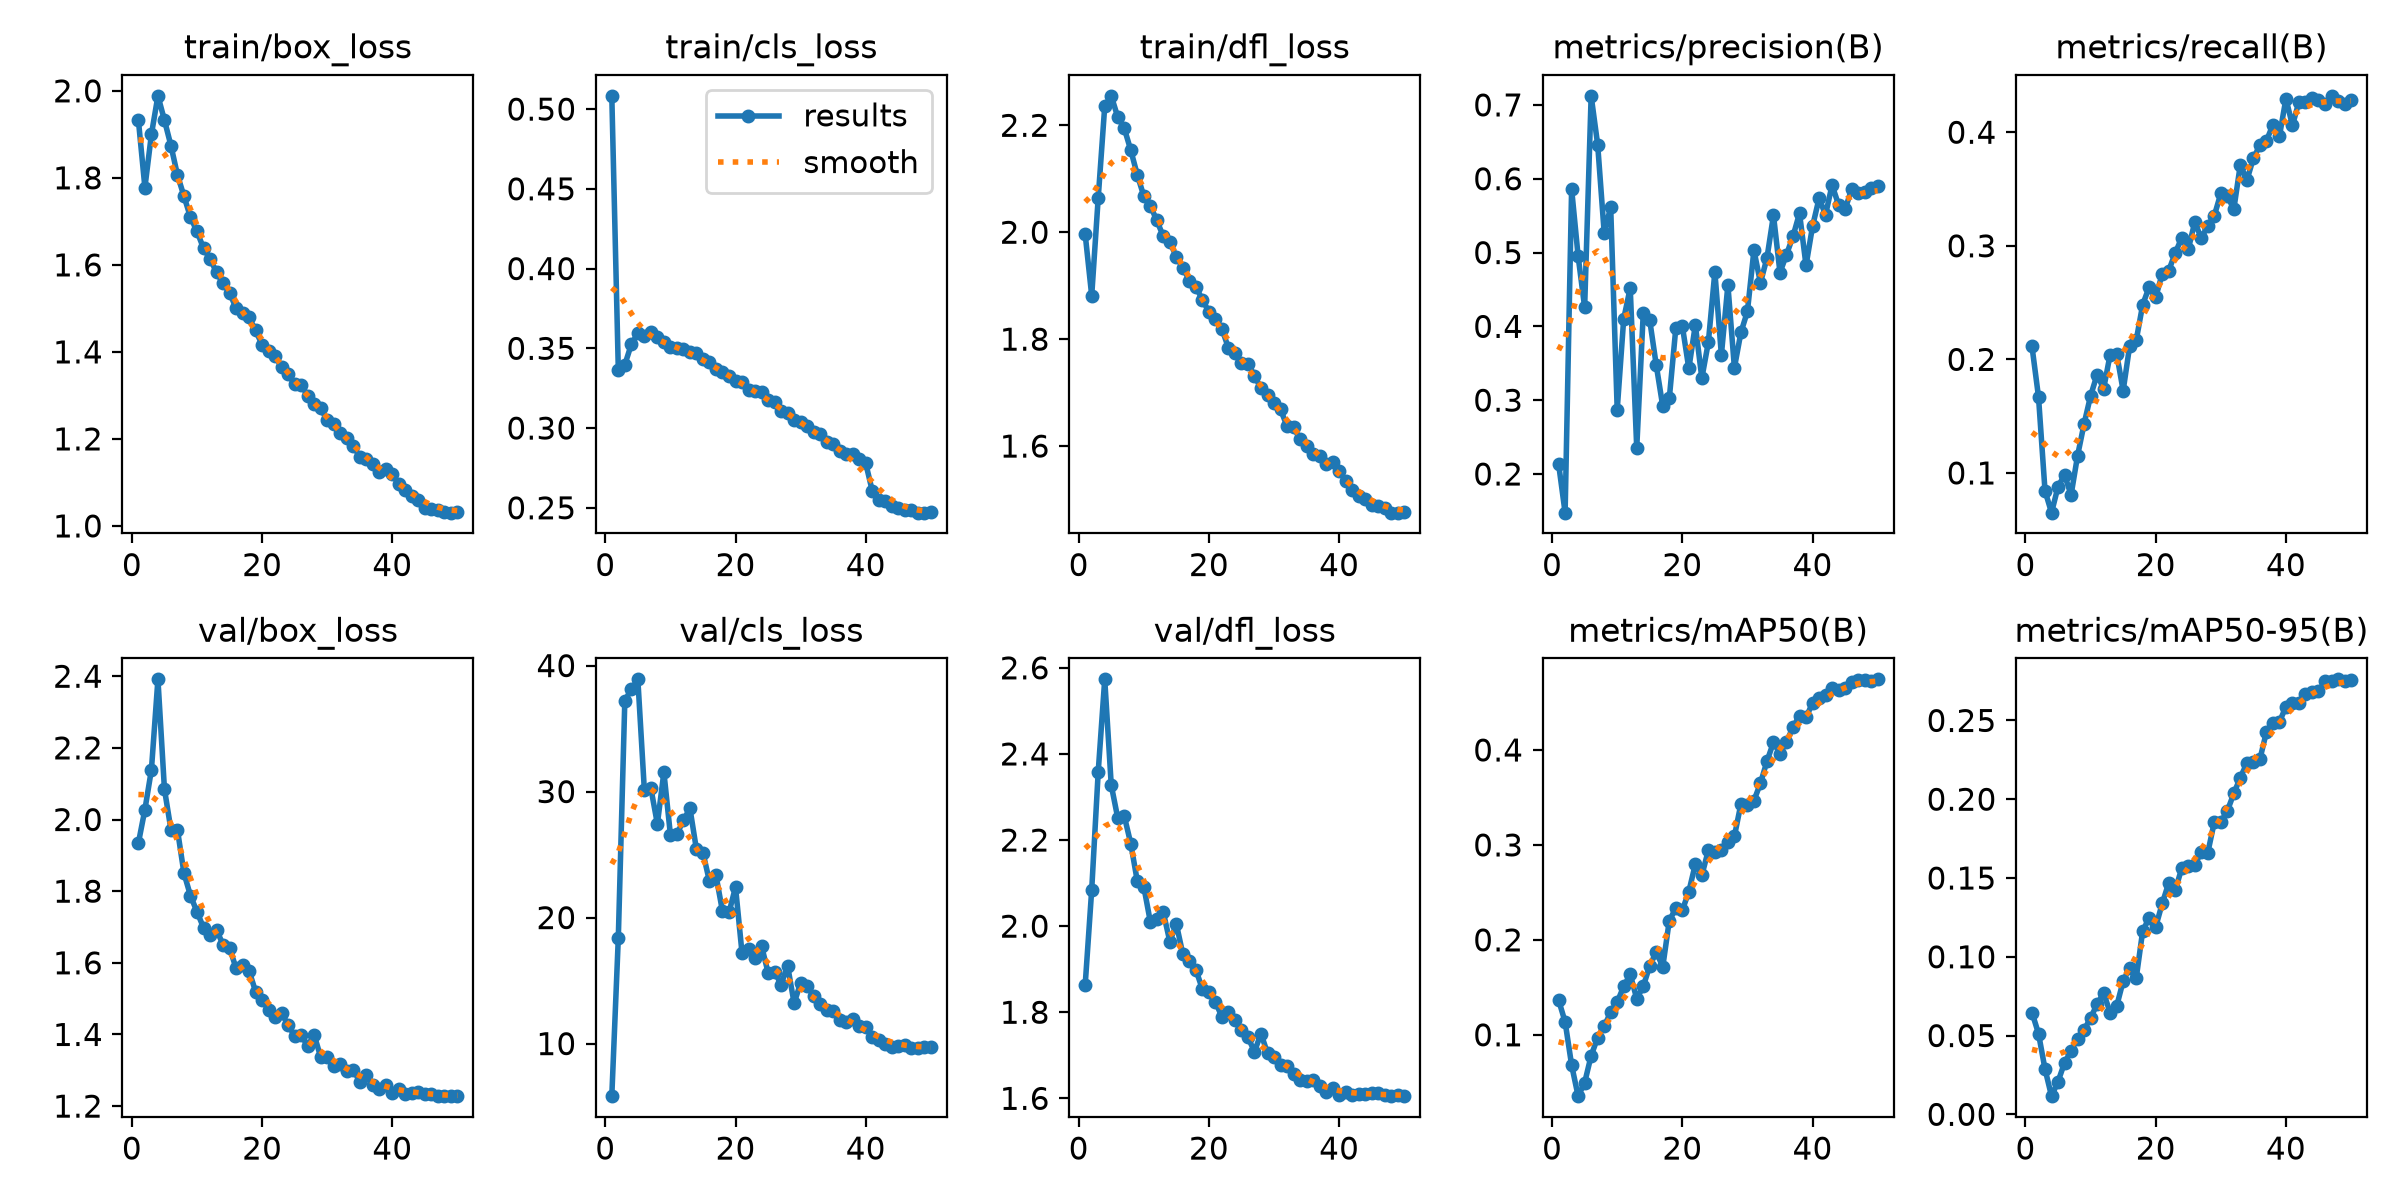 train/box_loss
train/cls_loss
train/dfl_loss
metrics/precision(B)
metrics/recall(B)
2.0
1.8
1.6
1.4
1.2
1.0
0 20 40
results
smooth
0.50
0.45
0.40
0.35
0.30
0.25
0 20 40
2.2
2.0
1.8
1.6
0 20 40
0.7
0.6
0.5
0.4
0.3
0.2
0 20 40
0.4
0.3
0.2
0.1
0 20 40
val/box_loss
val/cls_loss
val/dfl_loss
metrics/mAP50(B)
metrics/mAP50-95(B)
2.4
2.2
2.0
1.8
1.6
1.4
1.2
0 20 40
40
30
20
10
0 20 40
2.6
2.4
2.2
2.0
1.8
1.6
0 20 40
0.4
0.3
0.2
0.1
0 20 40
0.25
0.20
0.15
0.10
0.05
0.00
0 20 40